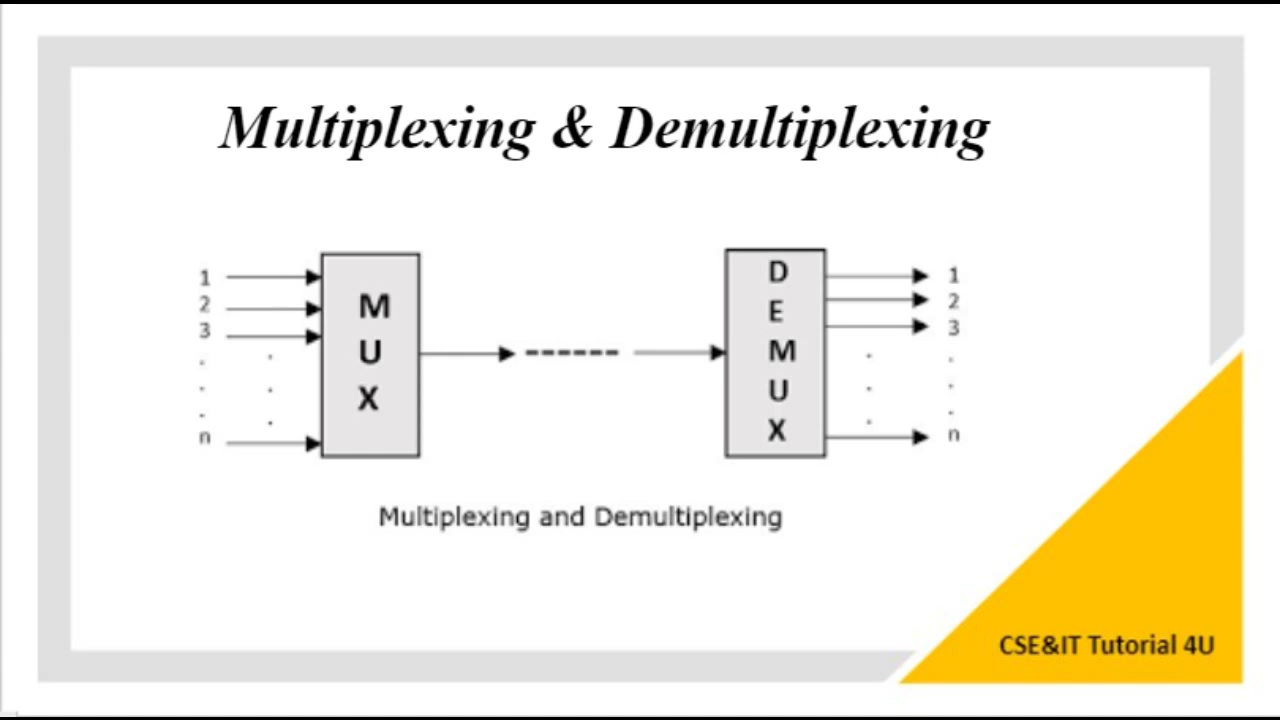 Multiplexing & Demultiplexing
1
2
3
.
.
.
n
M
U
X
D
E
M
U
X
1
2
3
.
.
.
n
Multiplexing and Demultiplexing
CSE&IT Tutorial 4U